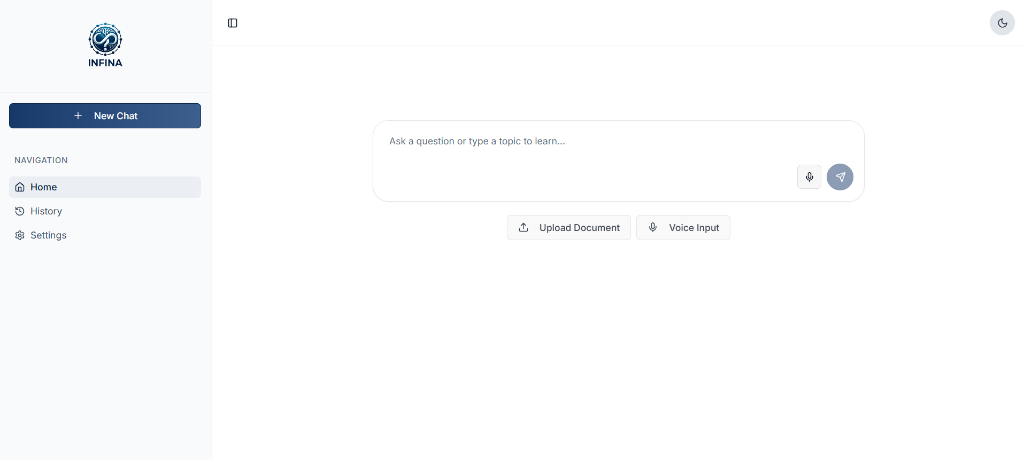 INFINA
New Chat
NAVIGATION
Home
History
Settings
Ask a question or type a topic to learn...
Upload Document
Voice Input